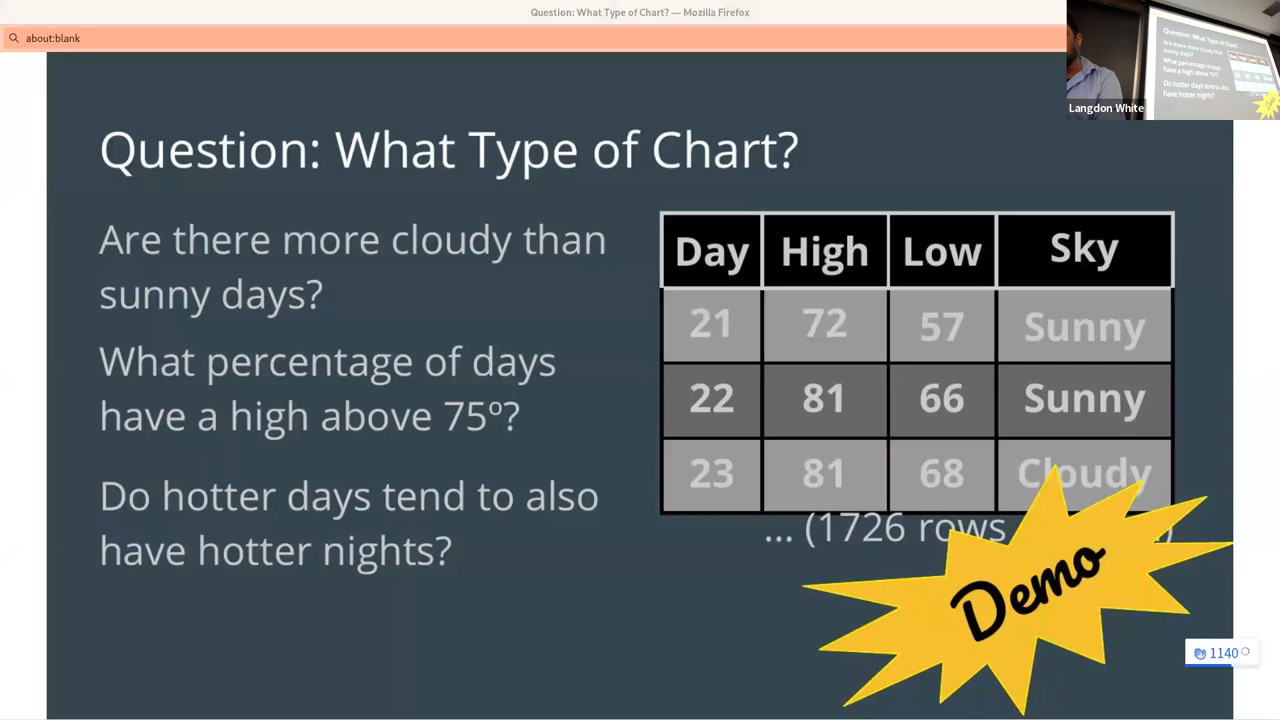 Question: What Type of Chart? — Mozilla Firefox
about:blank
Langdon White
Question: What Type of Chart?
Are there more cloudy than
sunny days?
What percentage of days
have a high above 75º?
Do hotter days tend to also
have hotter nights?
Day High Low Sky
21 72 57 Sunny
22 81 66 Sunny
23 81 68 Cloudy
... (1726 rows
Demo
1140